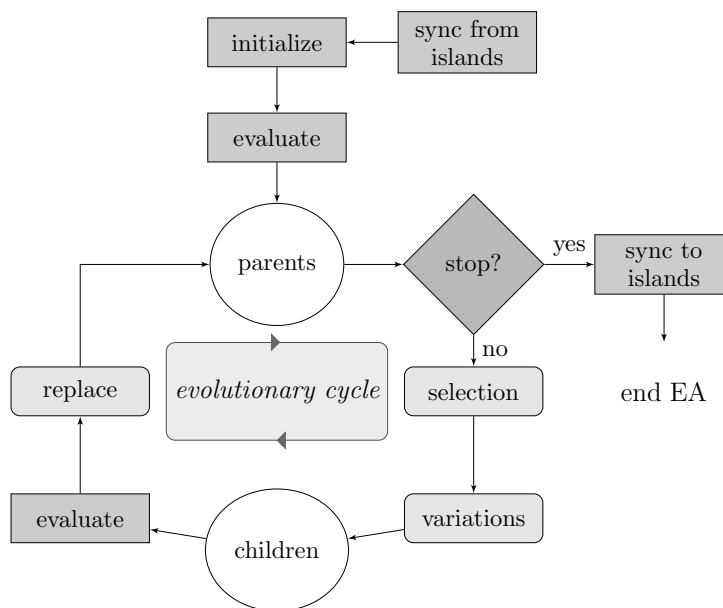 initialize
sync from
islands
evaluate
parents
stop?
yes
sync to
islands
no
replace
evolutionary cycle
selection
end EA
evaluate
children
variations